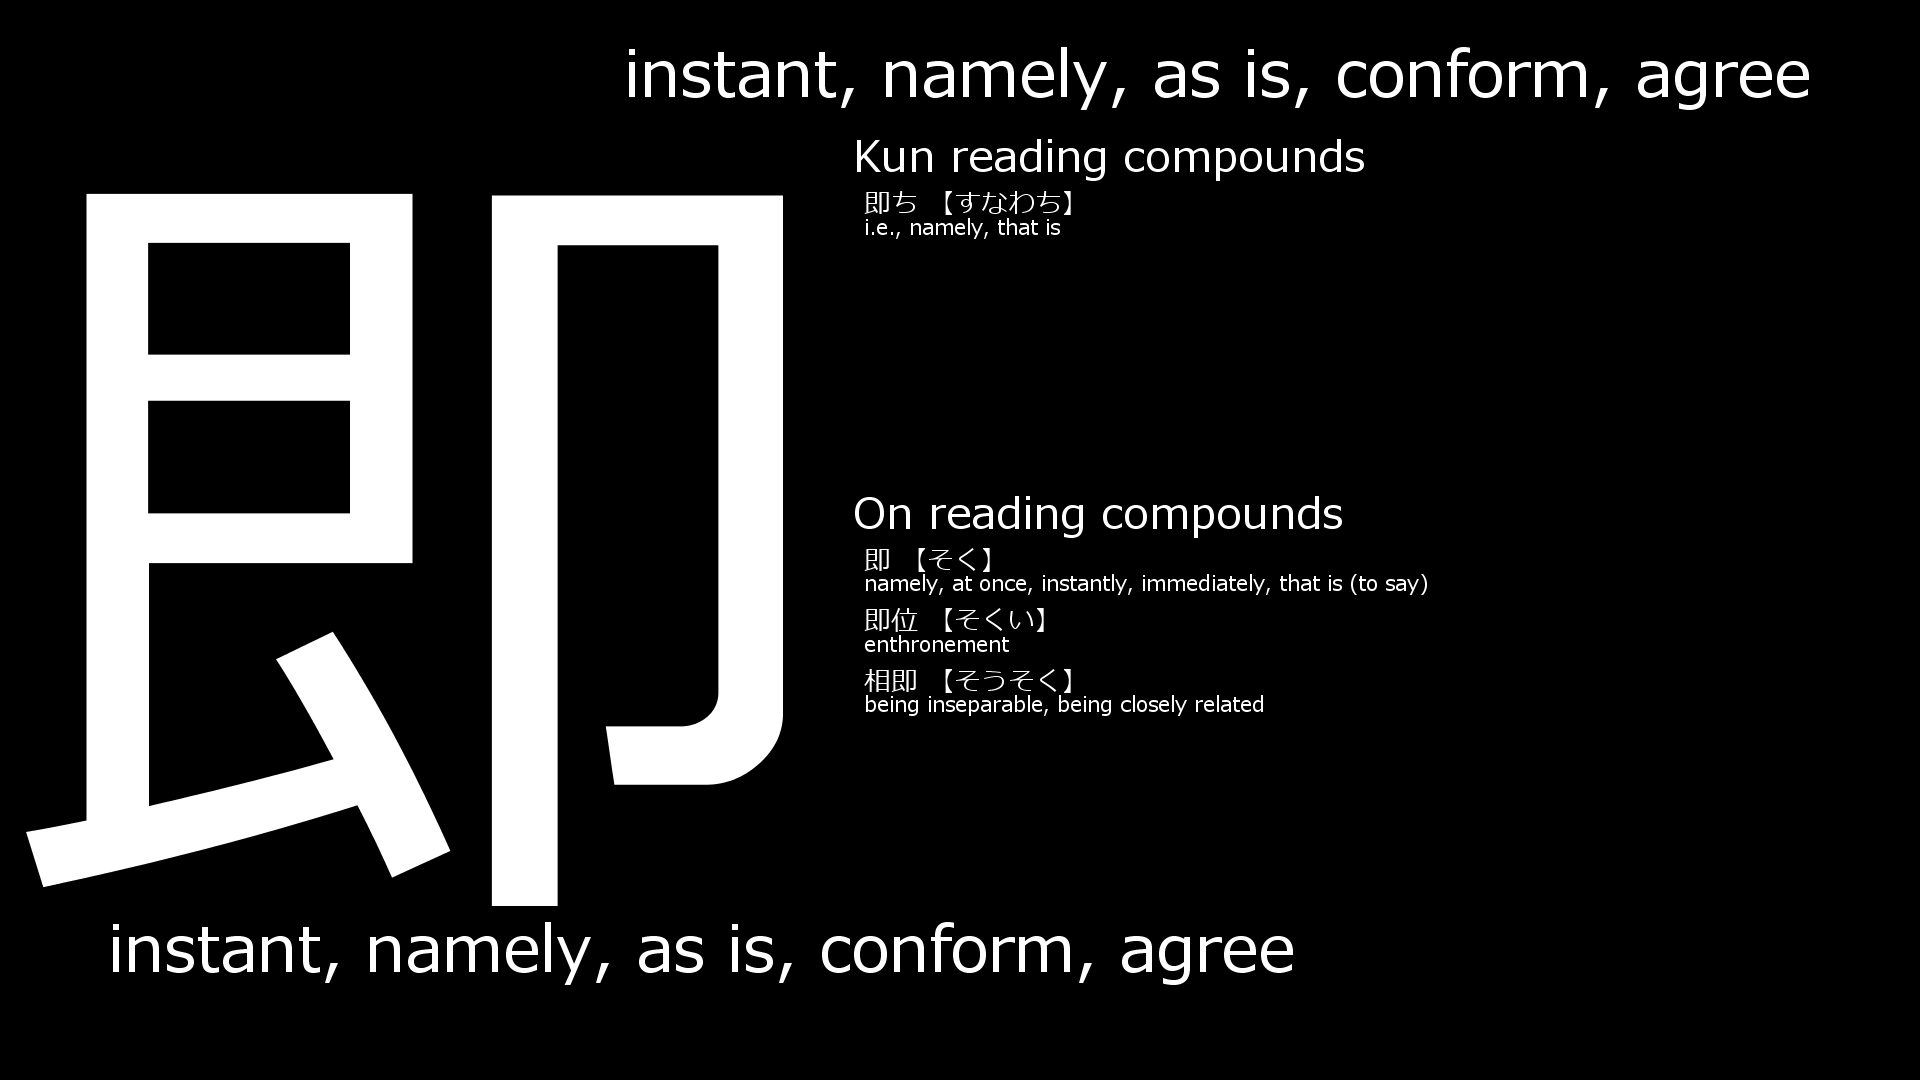 instant, namely, as is, conform, agree
即
Kun reading compounds
即ち 【すなわち】
i.e., namely, that is
On reading compounds
即 【そく】
namely, at once, instantly, immediately, that is (to say)
即位 【そくい】
enthronement
相即 【そうそく】
being inseparable, being closely related
instant, namely, as is, conform, agree